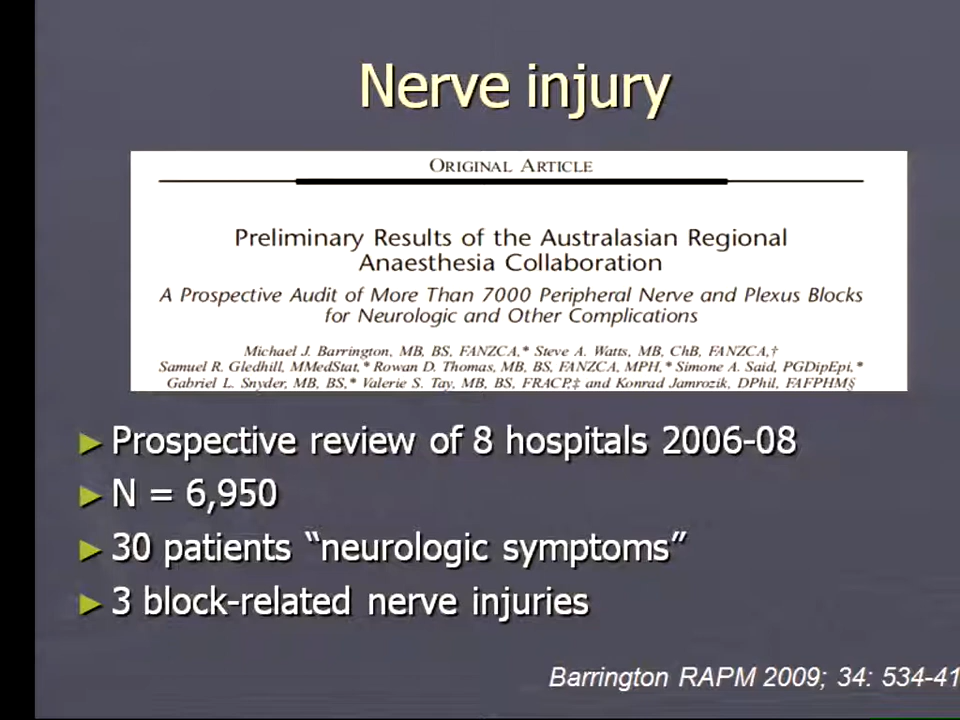 Nerve injury
ORIGINAL ARTICLE
Preliminary Results of the Australasian Regional
Anaesthesia Collaboration
A Prospective Audit of More Than 7000 Peripheral Nerve and Plexus Blocks
for Neurologic and Other Complications
Michael J. Barrington, MB, BS, FANZCA,* Steve A. Watts, MB, ChB, FANZCA,†
Samuel R. Gledhill, MMedStat,* Rowan D. Thomas, MB, BS, FANZCA, MPH,* Simone A. Said, PGDipEpi,*
Gabriel L. Snyder, MB, BS,* Valerie S. Tay, MB, BS, FRACP,‡ and Konrad Jamrozik, DPhil, FAFPHM§
► Prospective review of 8 hospitals 2006-08
► N = 6,950
► 30 patients “neurologic symptoms”
► 3 block-related nerve injuries
Barrington RAPM 2009; 34: 534-41